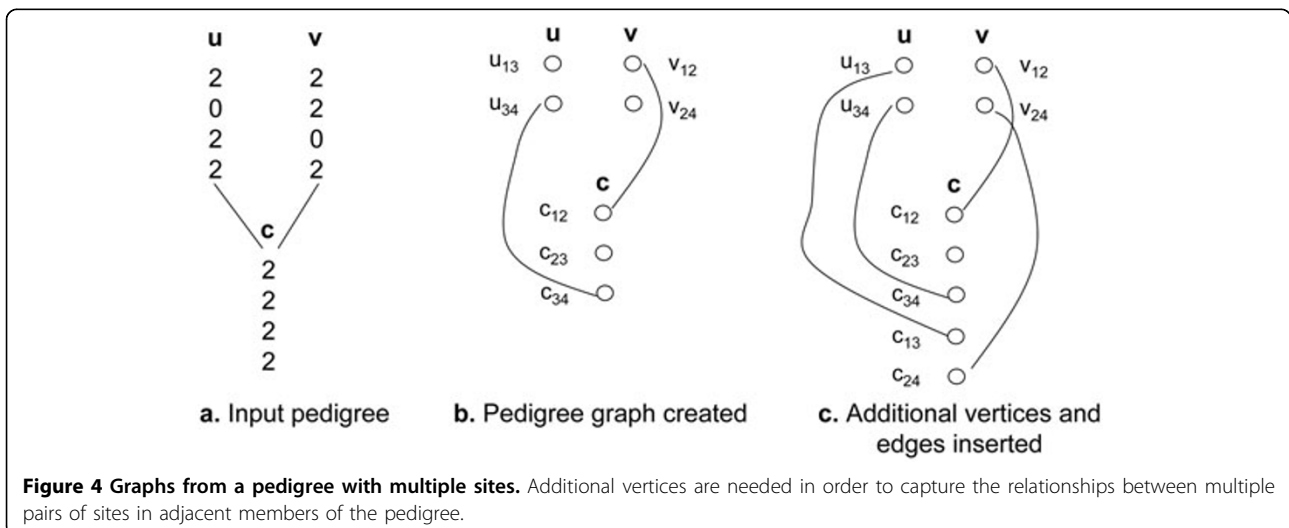 u v
2 2
0 2
2 0
2 2
c
2
2
2
2
a. Input pedigree
u v
u13 v12
u34 v24
c
c12
c23
c34
b. Pedigree graph created
u v
u13 v12
u34 v24
c
c12
c23
c34
c13
c24
c. Additional vertices and
edges inserted
Figure 4 Graphs from a pedigree with multiple sites. Additional vertices are needed in order to capture the relationships between multiple
pairs of sites in adjacent members of the pedigree.